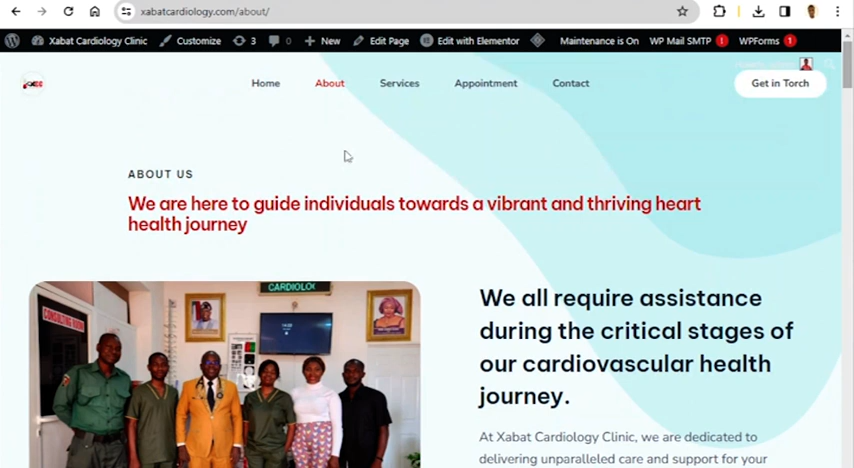 xabatcardiology.com/about/
Xabat Cardiology Clinic Customize 3 0 New Edit Page Edit with Elementor Maintenance is On WP Mail SMTP ! WPForms 1
Home About Services Appointment Contact Get in Torch
ABOUT US
We are here to guide individuals towards a vibrant and thriving heart
health journey
CARDIOLOG
CONSULTING ROOM
We all require assistance
during the critical stages of
our cardiovascular health
journey.
At Xabat Cardiology Clinic, we are dedicated to
delivering unparalleled care and support for your